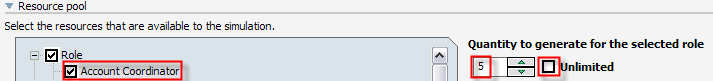 Resource pool
Select the resources that are available to the simulation.
Role
Account Coordinator
Quantity to generate for the selected role
5
Unlimited